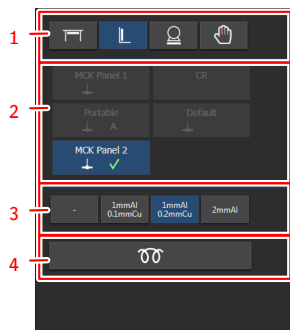 1
2
MCK Panel 1
CR
Portable
A
Default
MCK Panel 2
3
-
1mmAl
0.1mmCu
1mmAl
0.2mmCu
2mmAl
4